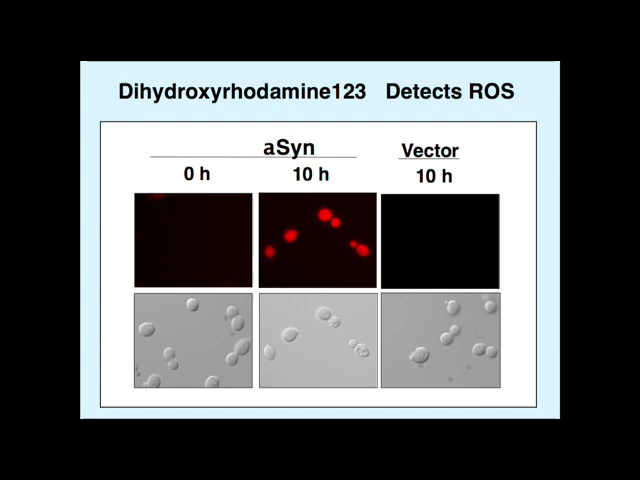 Dihydroxyrhodamine123 Detects ROS
aSyn
Vector
0 h
10 h
10 h